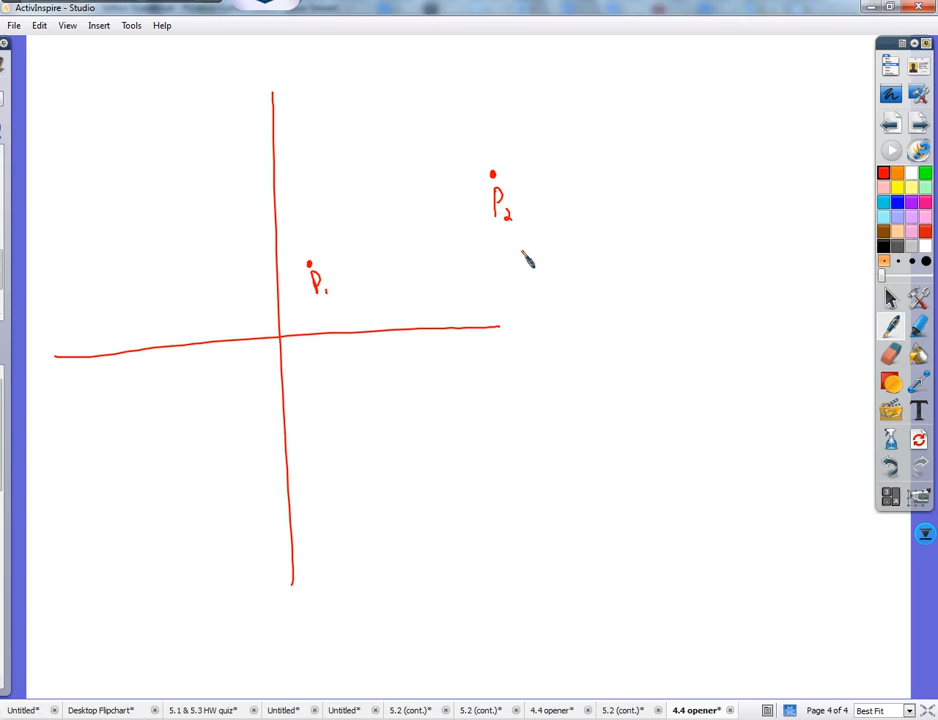 ActivInspire - Studio
File Edit View Insert Tools Help
P2
P1
Untitled* Desktop Flipchart* 5.1 & 5.3 HW quiz* Untitled* Untitled* 5.2 (cont.)* 5.2 (cont.)* 4.4 opener* 5.2 (cont.)* 4.4 opener* Page 4 of 4 Best Fit